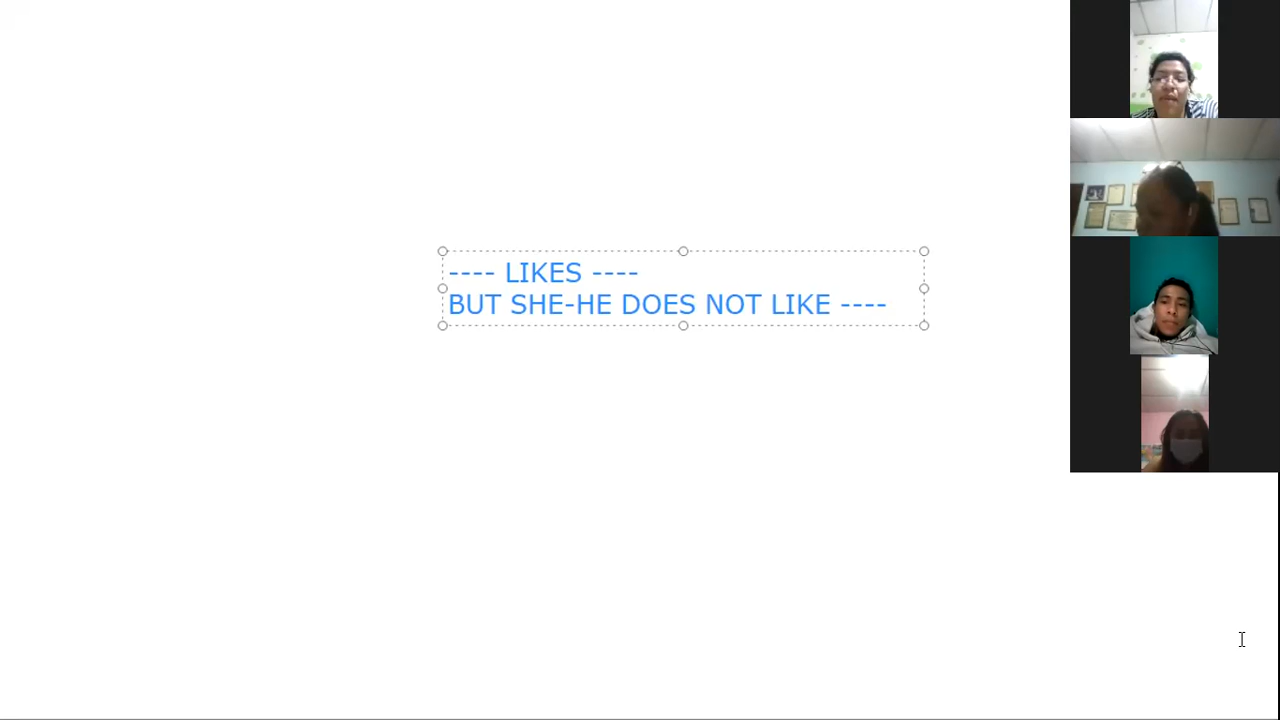 ---- LIKES ----
BUT SHE-HE DOES NOT LIKE ----